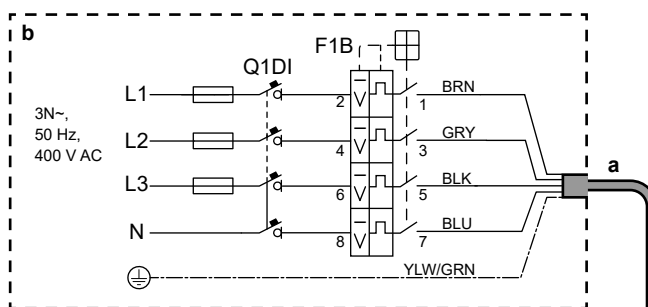 b
F1B
Q1DI
L1
2
1
BRN
3N~,
50 Hz,
400 V AC
L2
4
3
GRY
L3
6
5
BLK
a
N
8
7
BLU
YLW/GRN